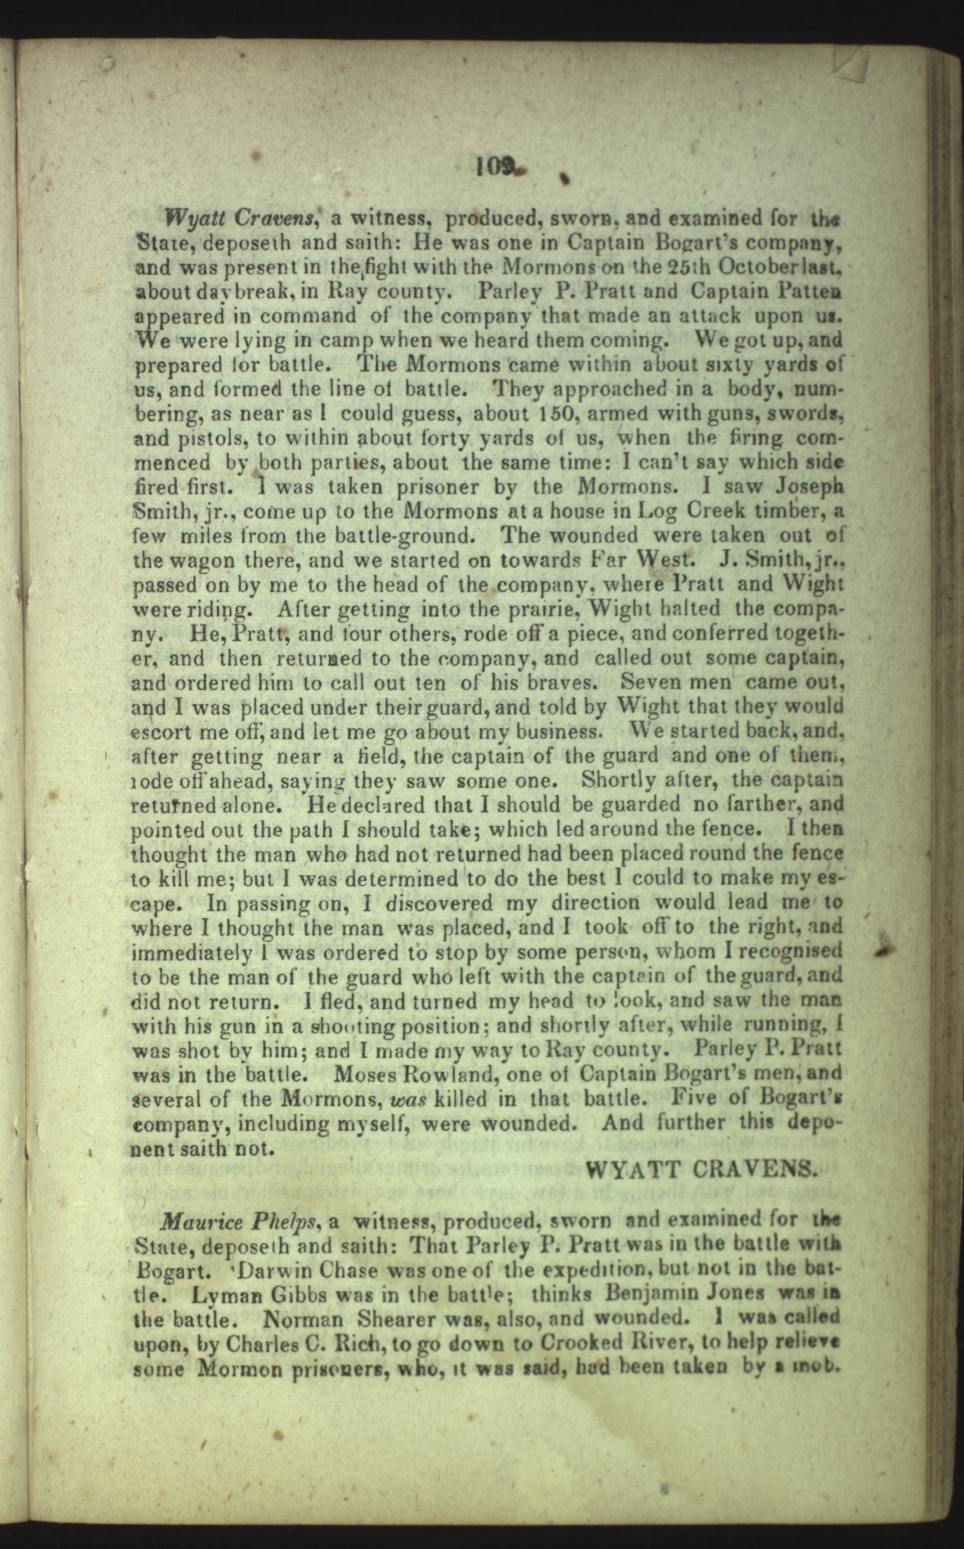 109
Wyatt Cravens, a witness, produced, sworn, and examined for the
State, deposeth and saith: He was one in Captain Bogart's company,
and was present in the fight with the Mormons on the 25th October last,
about daybreak, in Ray county. Parley P. Pratt and Captain Patten
appeared in command of the company that made an attack upon us.
We were lying in camp when we heard them coming. We got up, and
prepared for battle. The Mormons came within about sixty yards of
us, and formed the line of battle. They approached in a body, num-
bering, as near as I could guess, about 150, armed with guns, swords,
and pistols, to within about forty yards of us, when the firing com-
menced by both parties, about the same time: I can't say which side
fired first. I was taken prisoner by the Mormons. I saw Joseph
Smith, jr., come up to the Mormons at a house in Log Creek timber, a
few miles from the battle-ground. The wounded were taken out of
the wagon there, and we started on towards Far West. J. Smith, jr.,
passed on by me to the head of the company, where Pratt and Wight
were riding. After getting into the prairie, Wight halted the compa-
ny. He, Pratt, and four others, rode off a piece, and conferred togeth-
er, and then returned to the company, and called out some captain,
and ordered him to call out ten of his braves. Seven men came out,
and I was placed under their guard, and told by Wight that they would
escort me off, and let me go about my business. We started back, and,
after getting near a field, the captain of the guard and one of them,
rode off ahead, saying they saw some one. Shortly after, the captain
returned alone. He declared that I should be guarded no farther, and
pointed out the path I should take; which led around the fence. I then
thought the man who had not returned had been placed round the fence
to kill me; but I was determined to do the best I could to make my es-
cape. In passing on, I discovered my direction would lead me to
where I thought the man was placed, and I took off to the right, and
immediately I was ordered to stop by some person, whom I recognised
to be the man of the guard who left with the captain of the guard, and
did not return. I fled, and turned my head to look, and saw the man
with his gun in a shooting position; and shortly after, while running, I
was shot by him; and I made my way to Ray county. Parley P. Pratt
was in the battle. Moses Rowland, one of Captain Bogart's men, and
several of the Mormons, was killed in that battle. Five of Bogart's
company, including myself, were wounded. And further this depo-
nent saith not.
WYATT CRAVENS.
Maurice Phelps, a witness, produced, sworn and examined for the
State, deposeth and saith: That Parley P. Pratt was in the battle with
Bogart. Darwin Chase was one of the expedition, but not in the bat-
tle. Lyman Gibbs was in the battle; thinks Benjamin Jones was in
the battle. Norman Shearer was, also, and wounded. I was called
upon, by Charles C. Rich, to go down to Crooked River, to help relieve
some Mormon prisoners, who, it was said, had been taken by a mob.